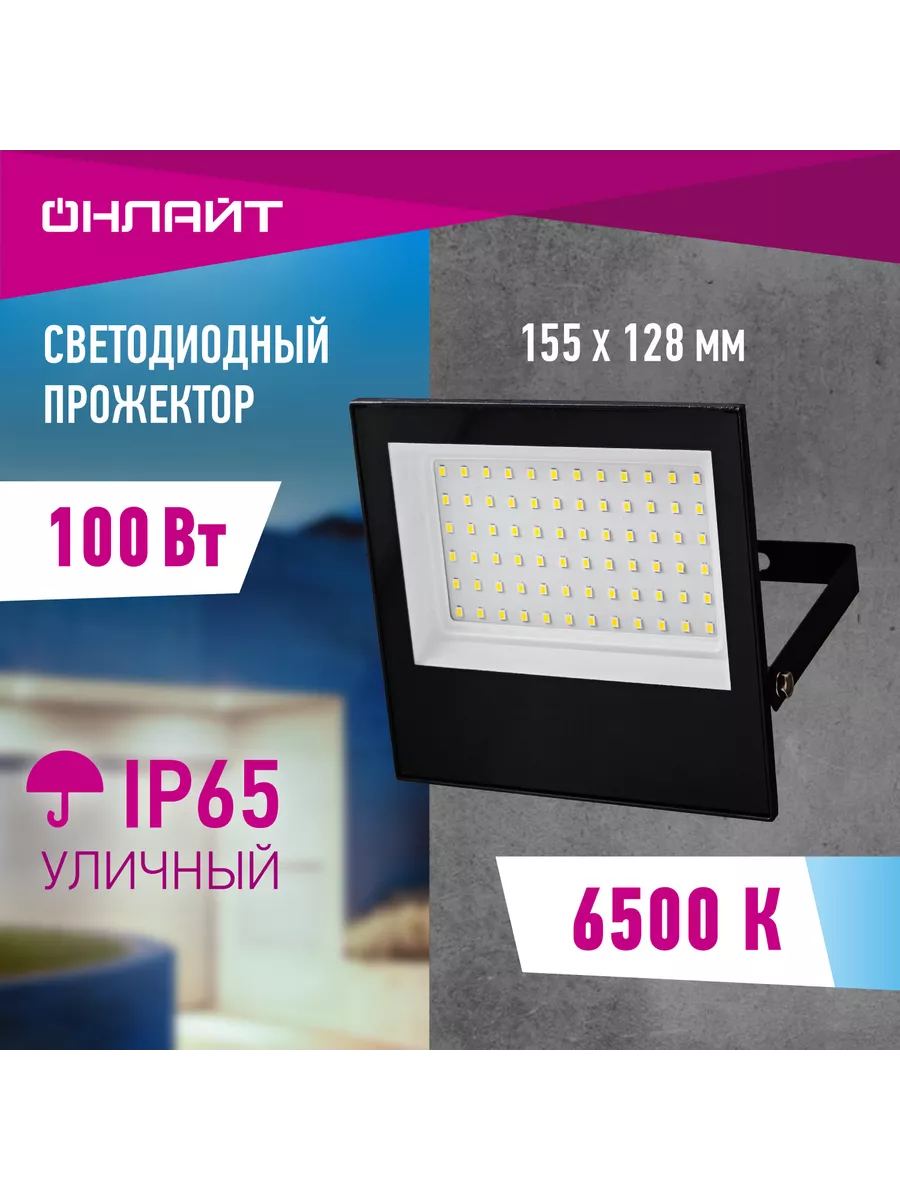 ОНЛАЙТ
СВЕТОДИОДНЫЙ
ПРОЖЕКТОР
155 х 128 мм
100 Вт
IP65
УЛИЧНЫЙ
6500 К